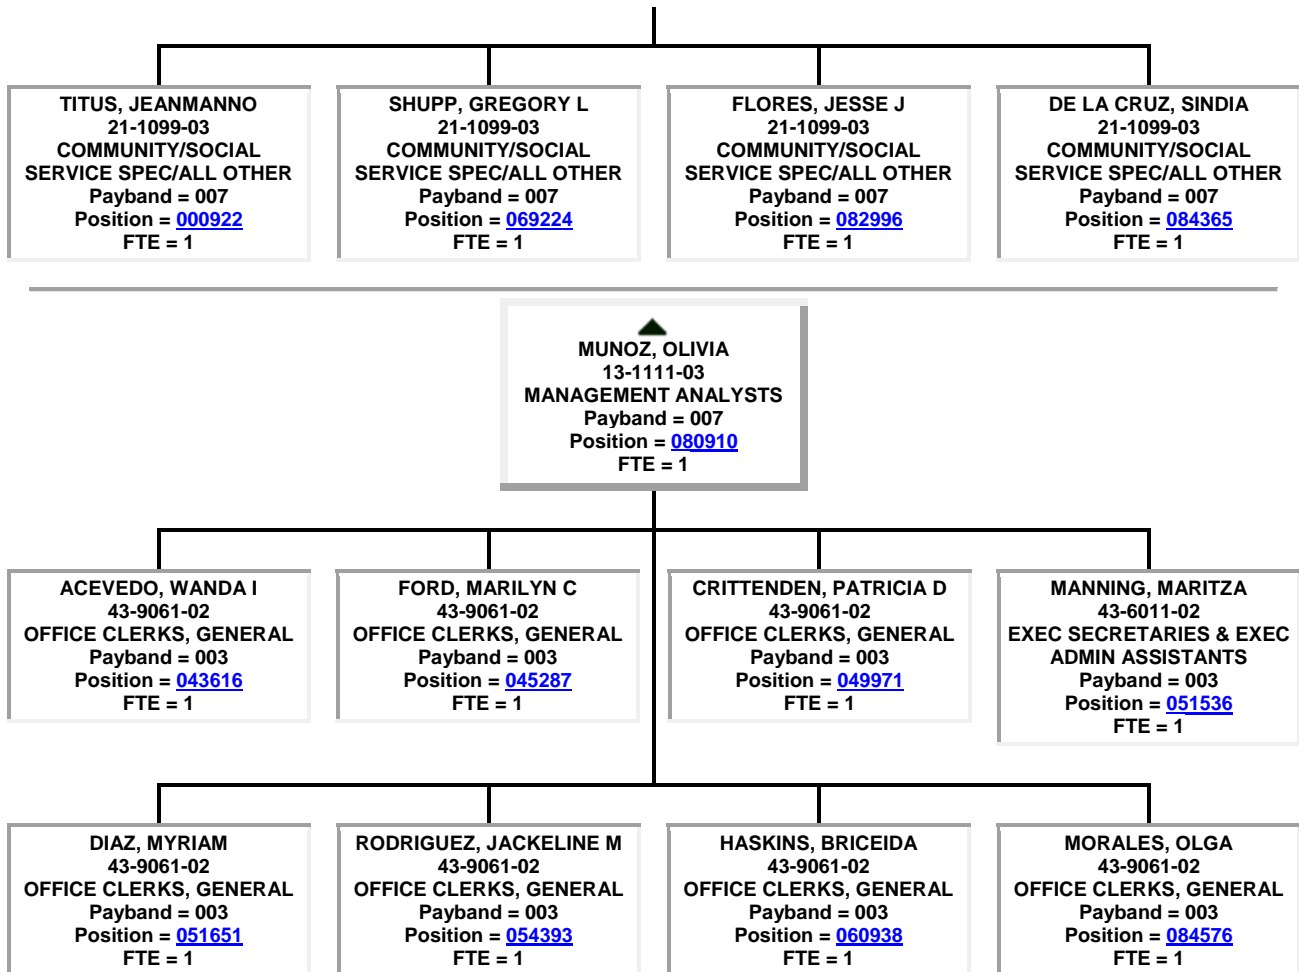 TITUS, JEANMANNO
21-1099-03
COMMUNITY/SOCIAL
SERVICE SPEC/ALL OTHER
Payband = 007
Position = 000922
FTE = 1
SHUPP, GREGORY L
21-1099-03
COMMUNITY/SOCIAL
SERVICE SPEC/ALL OTHER
Payband = 007
Position = 069224
FTE = 1
FLORES, JESSE J
21-1099-03
COMMUNITY/SOCIAL
SERVICE SPEC/ALL OTHER
Payband = 007
Position = 082996
FTE = 1
DE LA CRUZ, SINDIA
21-1099-03
COMMUNITY/SOCIAL
SERVICE SPEC/ALL OTHER
Payband = 007
Position = 084365
FTE = 1
MUNOZ, OLIVIA
13-1111-03
MANAGEMENT ANALYSTS
Payband = 007
Position = 080910
FTE = 1
ACEVEDO, WANDA I
43-9061-02
OFFICE CLERKS, GENERAL
Payband = 003
Position = 043616
FTE = 1
FORD, MARILYN C
43-9061-02
OFFICE CLERKS, GENERAL
Payband = 003
Position = 045287
FTE = 1
CRITTENDEN, PATRICIA D
43-9061-02
OFFICE CLERKS, GENERAL
Payband = 003
Position = 049971
FTE = 1
MANNING, MARITZA
43-6011-02
EXEC SECRETARIES & EXEC
ADMIN ASSISTANTS
Payband = 003
Position = 051536
FTE = 1
DIAZ, MYRIAM
43-9061-02
OFFICE CLERKS, GENERAL
Payband = 003
Position = 051651
FTE = 1
RODRIGUEZ, JACKELINE M
43-9061-02
OFFICE CLERKS, GENERAL
Payband = 003
Position = 054393
FTE = 1
HASKINS, BRICEIDA
43-9061-02
OFFICE CLERKS, GENERAL
Payband = 003
Position = 060938
FTE = 1
MORALES, OLGA
43-9061-02
OFFICE CLERKS, GENERAL
Payband = 003
Position = 084576
FTE = 1